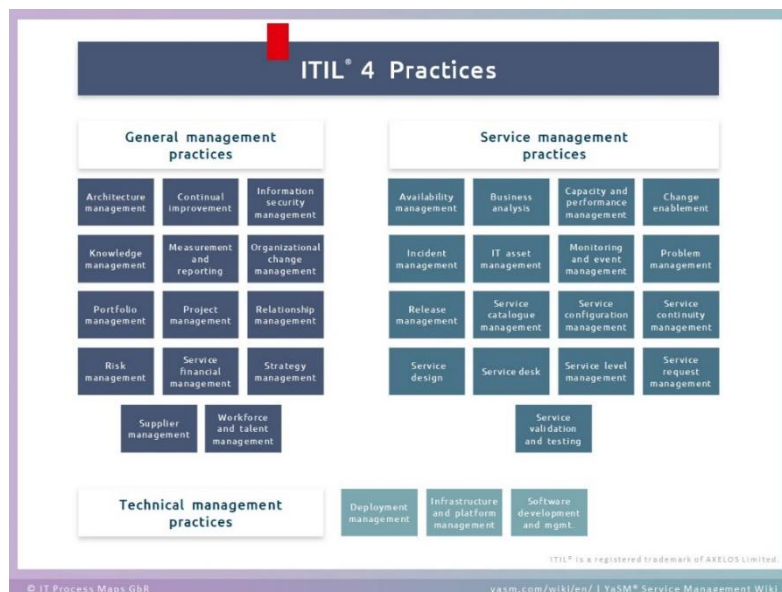 ITIL® 4 Practices
General management
practices
Architecture
management
Continual
improvement
Information
security
management
Knowledge
management
Measurement
and
reporting
Organizational
change
management
Portfolio
management
Project
management
Relationship
management
Risk
management
Service
financial
management
Strategy
management
Supplier
management
Workforce
and talent
management
Service management
practices
Availability
management
Business
analysis
Capacity and
performance
management
Change
enablement
Incident
management
IT asset
management
Monitoring
and event
management
Problem
management
Release
management
Service
catalogue
management
Service
configuration
management
Service
continuity
management
Service
design
Service desk
Service level
management
Service
request
management
Service
validation
and testing
Technical management
practices
Deployment
management
Infrastructure
and platform
management
Software
development
and mgmt.
ITIL® is a registered trademark of AXELOS Limited.
© IT Process Maps GbR
yasm.com/wiki/en/ | YaSM® Service Management Wiki